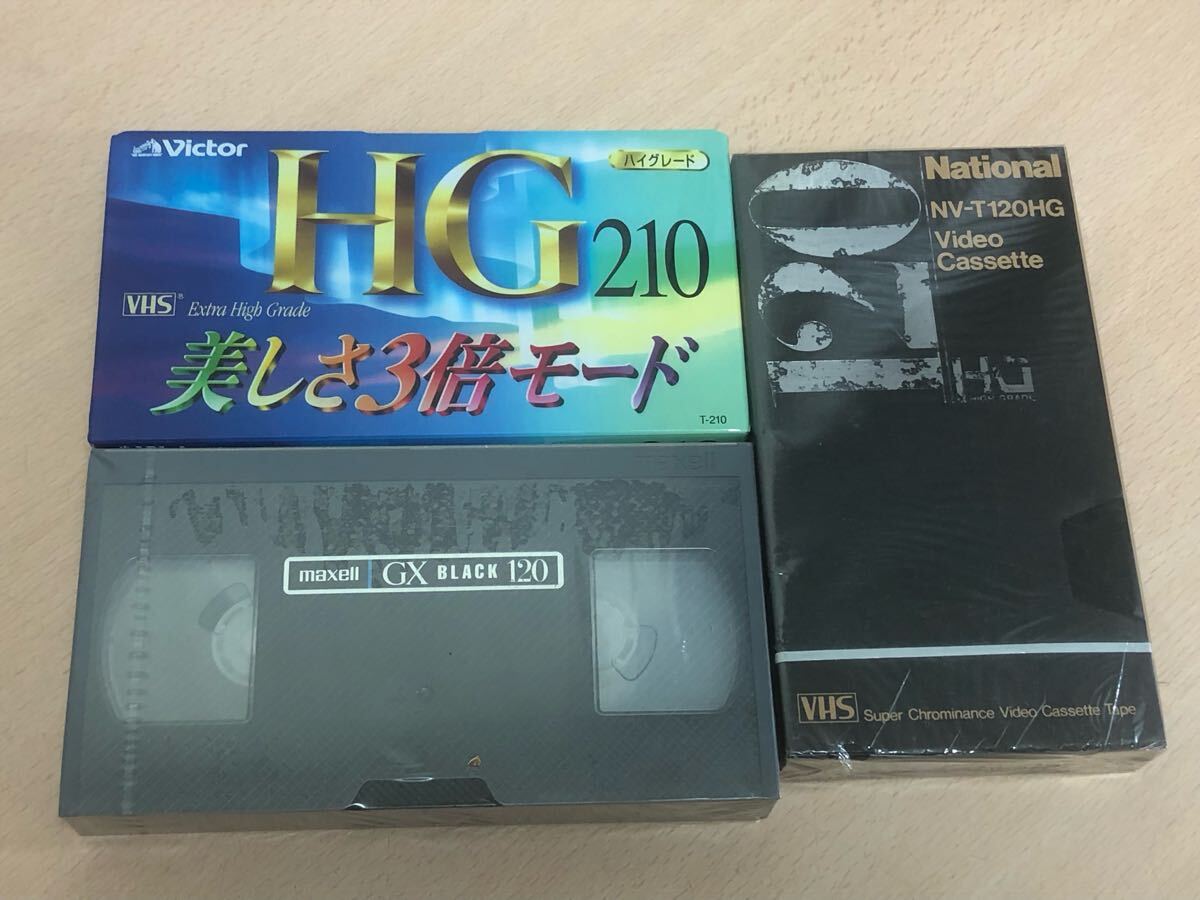 Victor
HG
ハイグレード
210
VHS
Extra High Grade
美しさ3倍モード
T-210
maxell
maxell GX BLACK 120
National
NV-T120HG
Video
Cassette
120
HG
HIGH GRADE
VHS Super Chrominance Video Cassette Tape